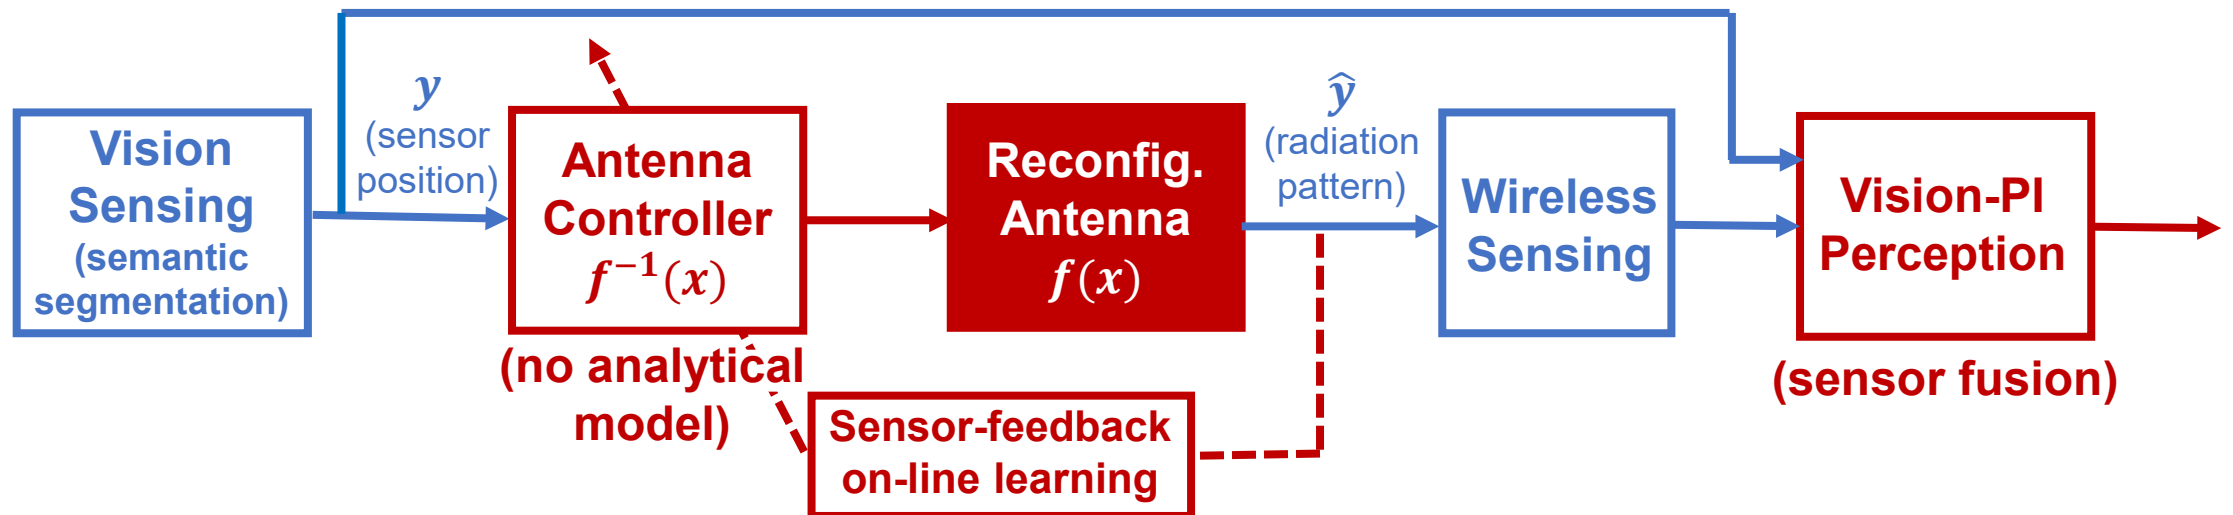 Vision
Sensing
(semantic
segmentation)
y
(sensor
position)
Antenna
Controller
f⁻¹(x)
(no analytical
model)
Reconfig.
Antenna
f(x)
Sensor-feedback
on-line learning
ŷ
(radiation
pattern)
Wireless
Sensing
Vision-PI
Perception
(sensor fusion)